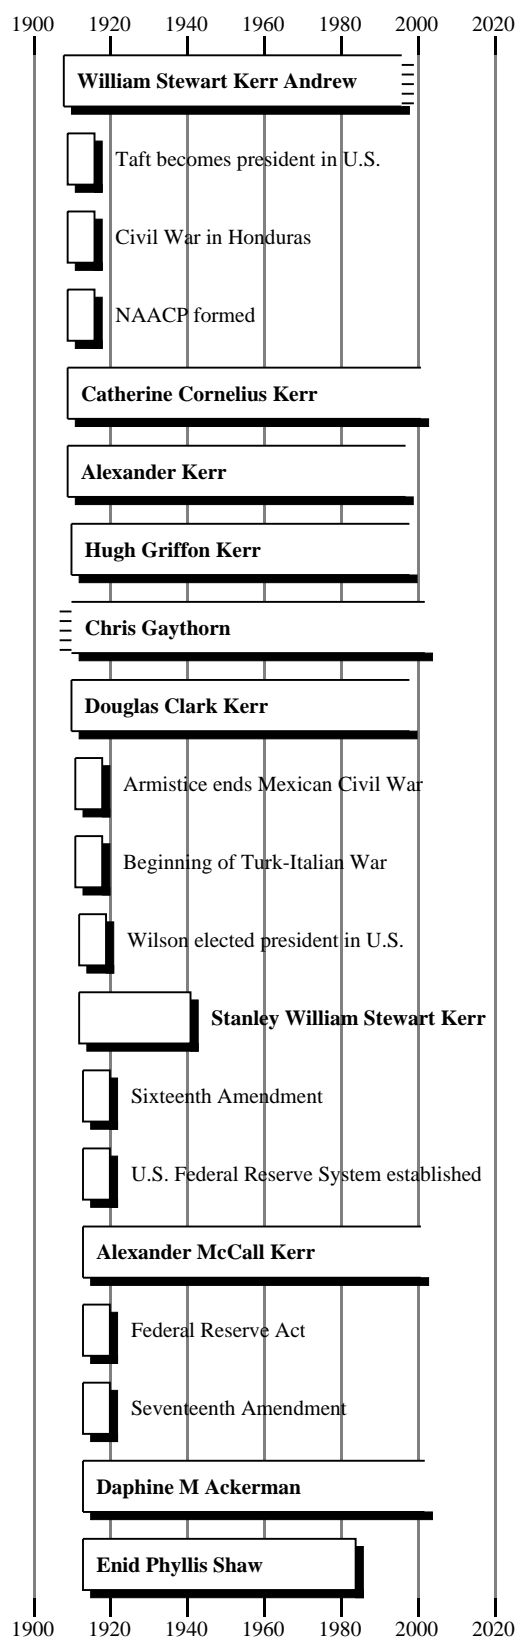 1900 1920 1940 1960 1980 2000 2020
William Stewart Kerr Andrew
Taft becomes president in U.S.
Civil War in Honduras
NAACP formed
Catherine Cornelius Kerr
Alexander Kerr
Hugh Griffon Kerr
Chris Gaythorn
Douglas Clark Kerr
Armistice ends Mexican Civil War
Beginning of Turk-Italian War
Wilson elected president in U.S.
Stanley William Stewart Kerr
Sixteenth Amendment
U.S. Federal Reserve System established
Alexander McCall Kerr
Federal Reserve Act
Seventeenth Amendment
Daphine M Ackerman
Enid Phyllis Shaw
1900 1920 1940 1960 1980 2000 2020